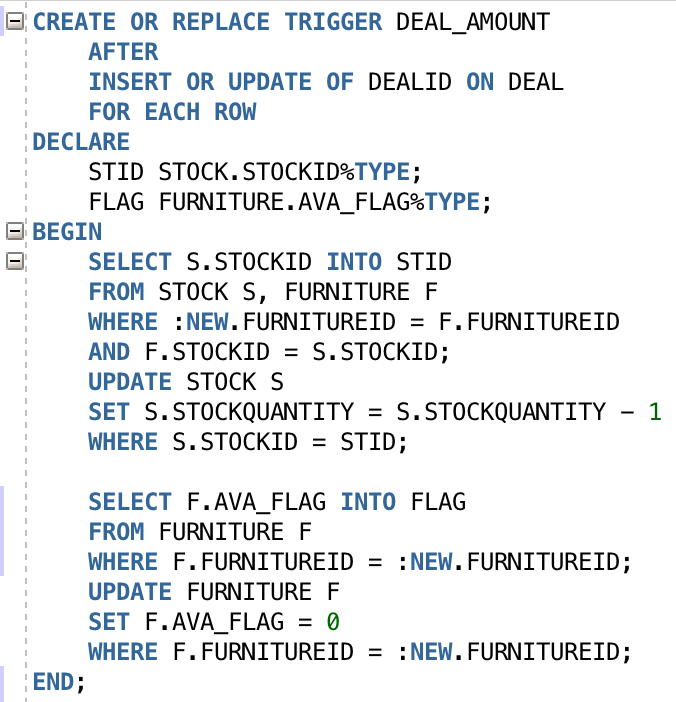 CREATE OR REPLACE TRIGGER DEAL_AMOUNT
AFTER
INSERT OR UPDATE OF DEALID ON DEAL
FOR EACH ROW
DECLARE
STID STOCK.STOCKID%TYPE;
FLAG FURNITURE.AVA_FLAG%TYPE;
BEGIN
SELECT S.STOCKID INTO STID
FROM STOCK S, FURNITURE F
WHERE :NEW.FURNITUREID = F.FURNITUREID
AND F.STOCKID = S.STOCKID;
UPDATE STOCK S
SET S.STOCKQUANTITY = S.STOCKQUANTITY - 1
WHERE S.STOCKID = STID;
SELECT F.AVA_FLAG INTO FLAG
FROM FURNITURE F
WHERE F.FURNITUREID = :NEW.FURNITUREID;
UPDATE FURNITURE F
SET F.AVA_FLAG = 0
WHERE F.FURNITUREID = :NEW.FURNITUREID;
END;